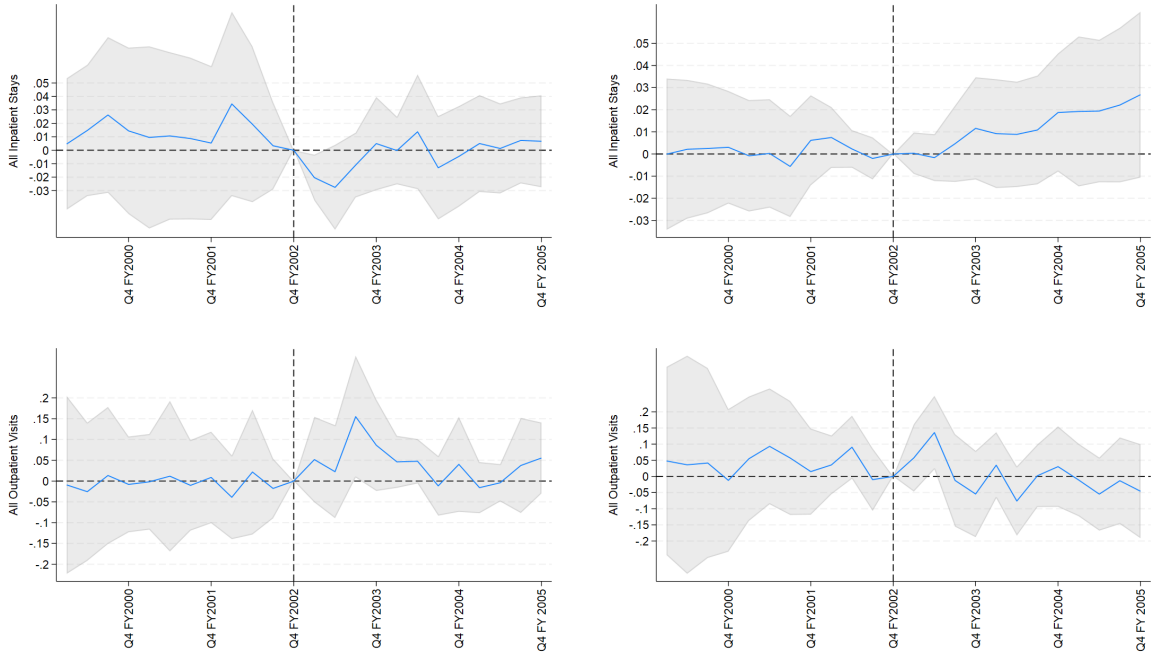 All Inpatient Stays
.05
.04
.03
.02
.01
0
-.01
-.02
-.03
Q4 FY2000
Q4 FY2001
Q4 FY2002
Q4 FY2003
Q4 FY2004
Q4 FY 2005
All Inpatient Stays
.05
.04
.03
.02
.01
0
-.01
-.02
-.03
Q4 FY2000
Q4 FY2001
Q4 FY2002
Q4 FY2003
Q4 FY2004
Q4 FY 2005
All Outpatient Visits
.2
.15
.1
.05
0
-.05
-.1
-.15
-.2
Q4 FY2000
Q4 FY2001
Q4 FY2002
Q4 FY2003
Q4 FY2004
Q4 FY 2005
All Outpatient Visits
.2
.15
.1
.05
0
-.05
-.1
-.15
-.2
Q4 FY2000
Q4 FY2001
Q4 FY2002
Q4 FY2003
Q4 FY2004
Q4 FY 2005